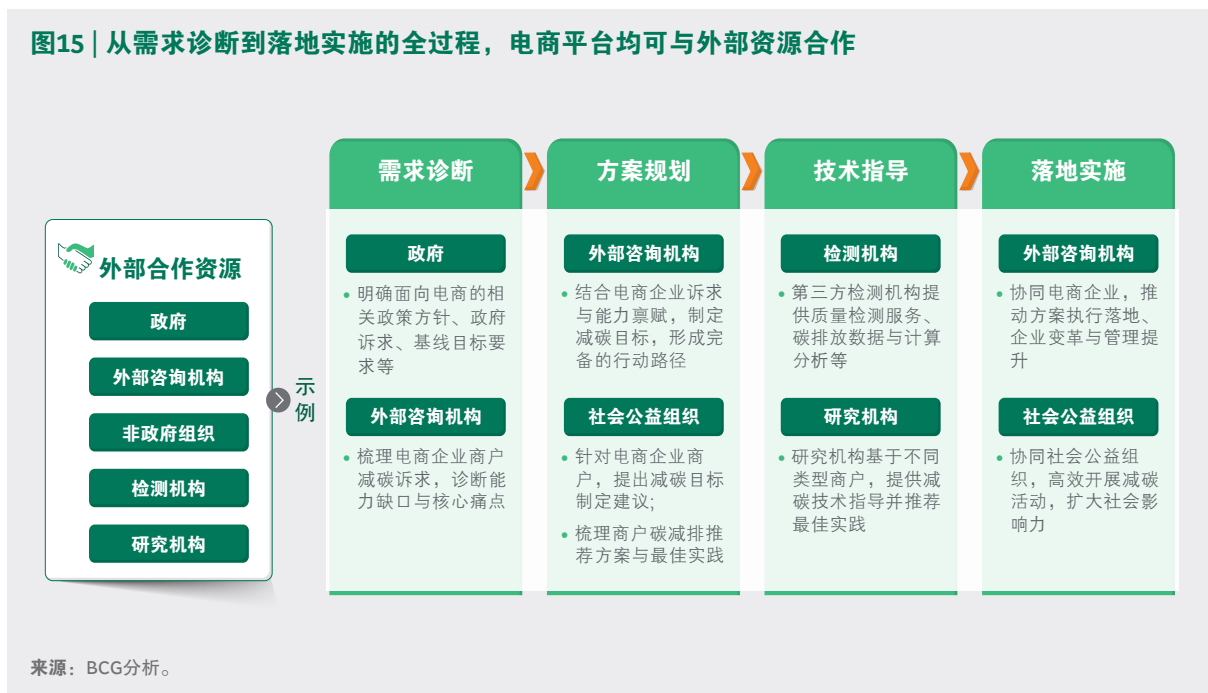 图15 | 从需求诊断到落地实施的全过程，电商平台均可与外部资源合作
外部合作资源
政府
外部咨询机构
非政府组织
检测机构
研究机构
示
例
需求诊断
政府
• 明确面向电商的相
关政策方针、政府
诉求、基线目标要
求等
外部咨询机构
• 梳理电商企业商户
减碳诉求，诊断能
力缺口与核心痛点
方案规划
外部咨询机构
• 结合电商企业诉求
与能力禀赋，制定
减碳目标，形成完
备的行动路径
社会公益组织
• 针对电商企业商
户，提出减碳目标
制定建议;
• 梳理商户碳减排推
荐方案与最佳实践
技术指导
检测机构
• 第三方检测机构提
供质量检测服务、
碳排放数据与计算
分析等
研究机构
• 研究机构基于不同
类型商户，提供减
碳技术指导并推荐
最佳实践
落地实施
外部咨询机构
• 协同电商企业，推
动方案执行落地、
企业变革与管理提
升
社会公益组织
• 协同社会公益组
织，高效开展减碳
活动，扩大社会影
响力
来源：BCG分析。